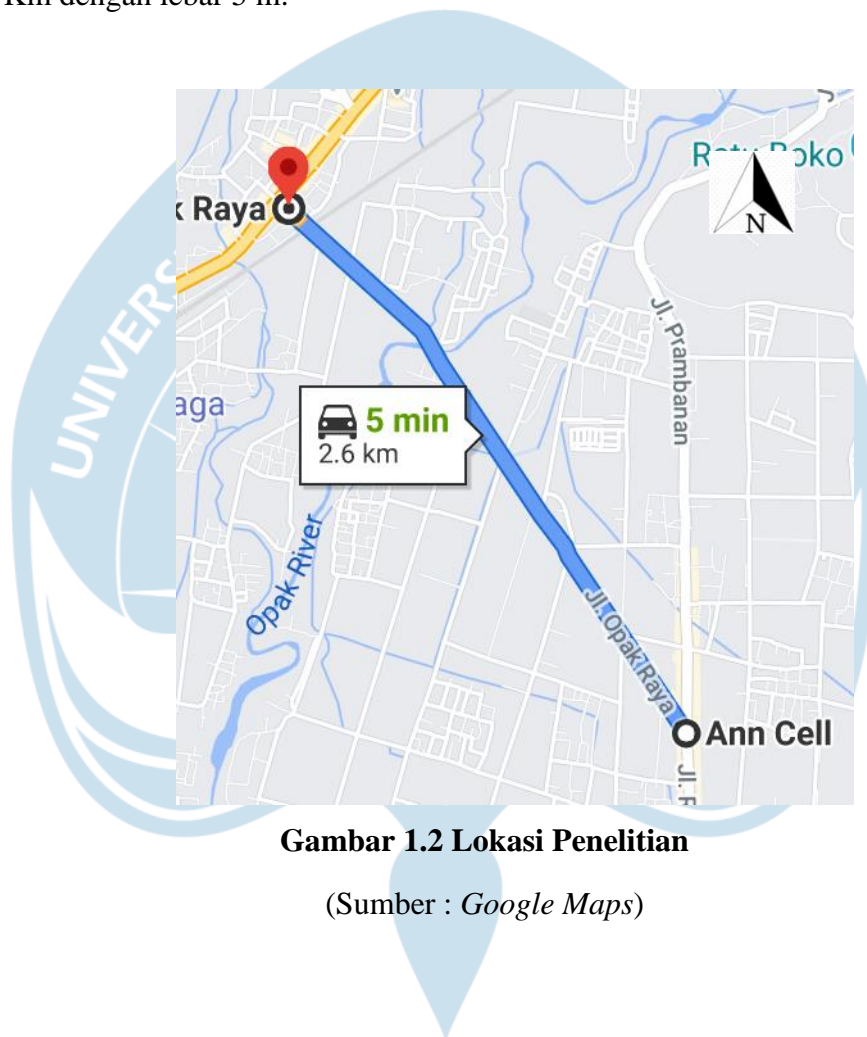 Km dengan lebar 5 m.
k Raya
Ratu Boko
N
UNIVERS
Jl. Prambanan
aga
5 min
2.6 km
Opak River
Jl. Opak Raya
Ann Cell
Jl. F
Gambar 1.2 Lokasi Penelitian
(Sumber : Google Maps)